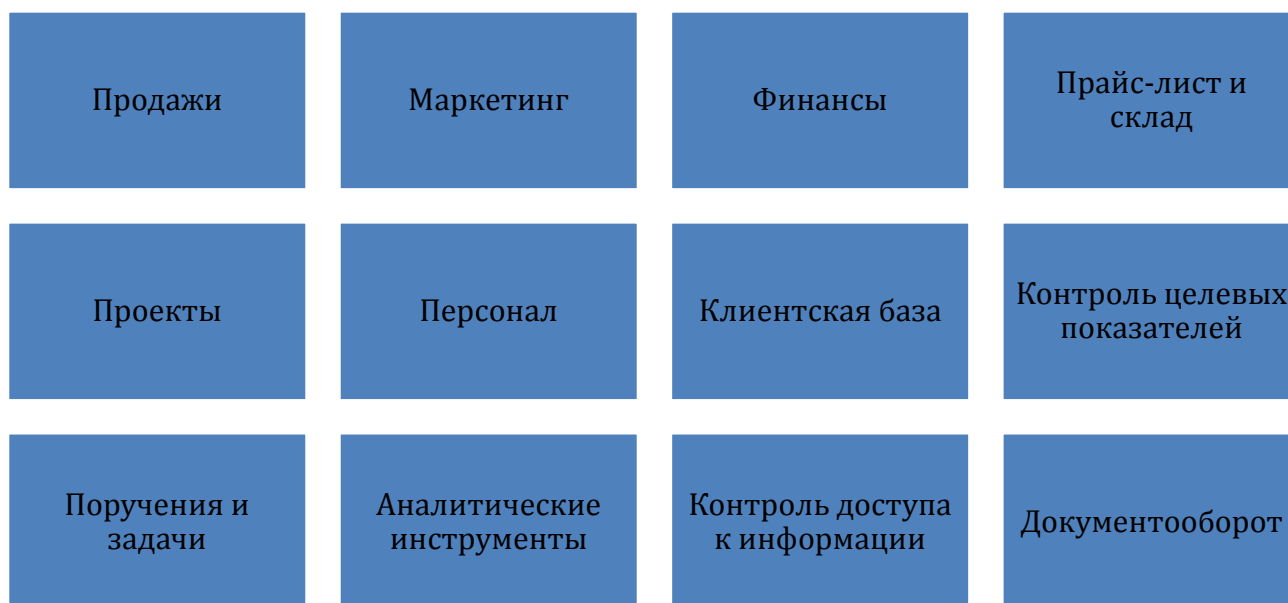 Продажи
Маркетинг
Финансы
Прайс-лист и
склад
Проекты
Персонал
Клиентская база
Контроль целевых
показателей
Поручения и
задачи
Аналитические
инструменты
Контроль доступа
к информации
Документооборот